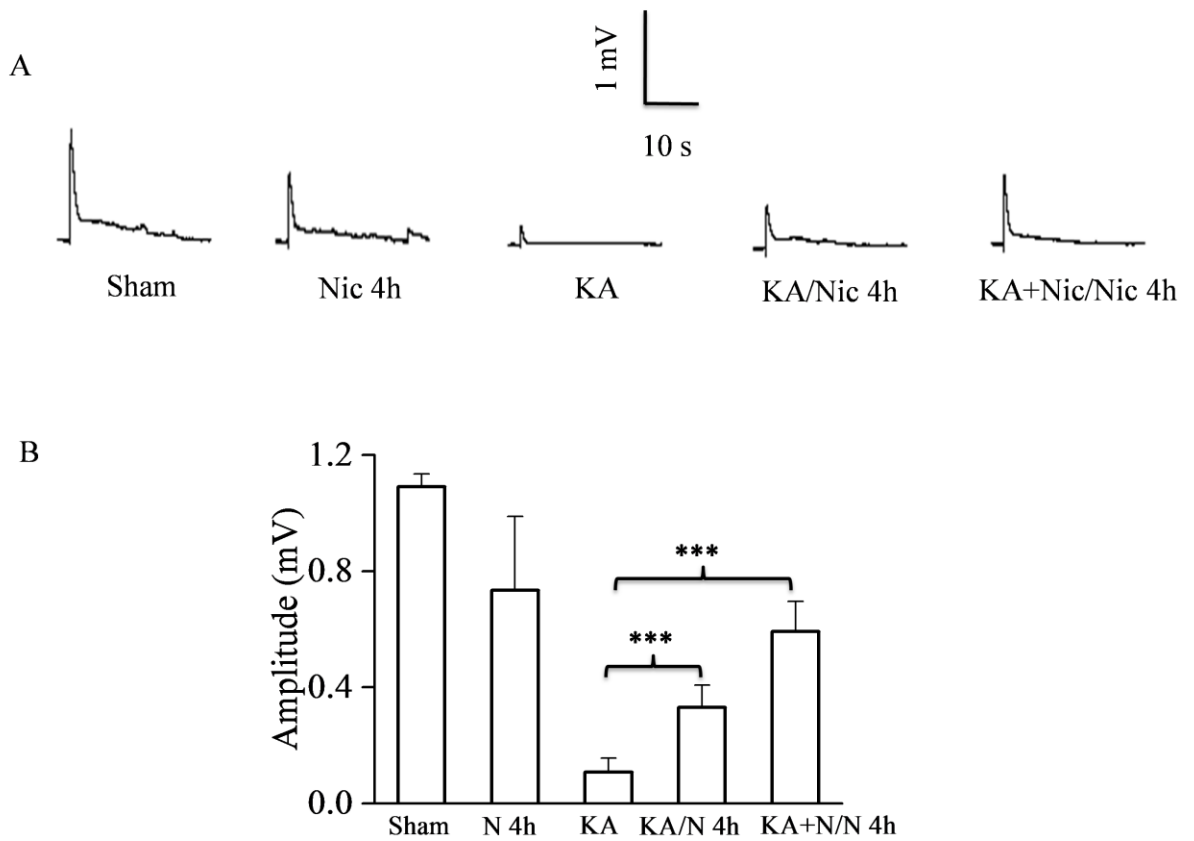 A
1 mV
10 s
Sham
Nic 4h
KA
KA/Nic 4h
KA+Nic/Nic 4h
B
Amplitude (mV)
1.2
0.8
0.4
0.0
***
***
Sham
N 4h
KA
KA/N 4h
KA+N/N 4h